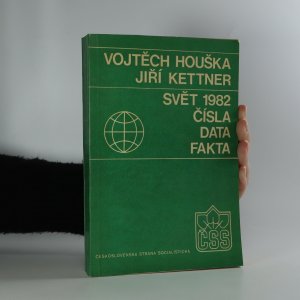 VOJTĚCH HOUŠKA
JIŘÍ KETTNER
SVĚT 1982
ČÍSLA
DATA
FAKTA
ČSS
ČESKOSLOVENSKÁ STRANA SOCIALISTICKÁ